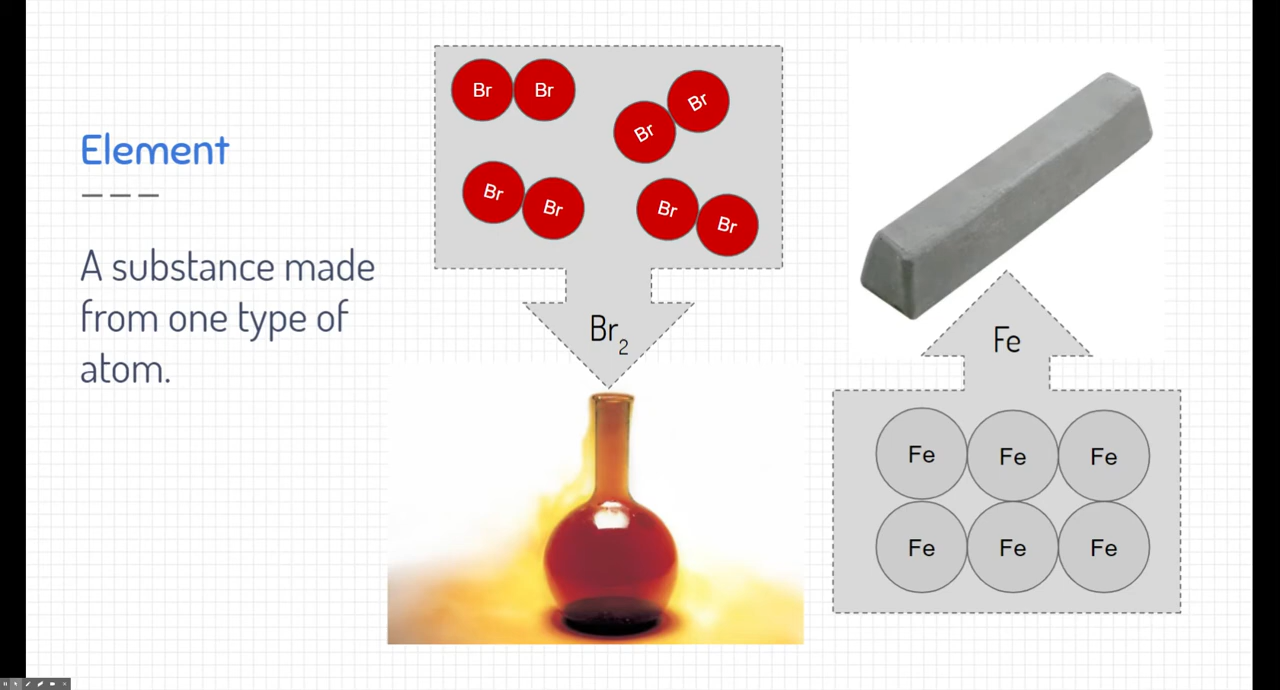 Element
A substance made
from one type of
atom.
Br Br
Br Br
Br Br
Br Br
Br₂
Fe
Fe Fe Fe
Fe Fe Fe